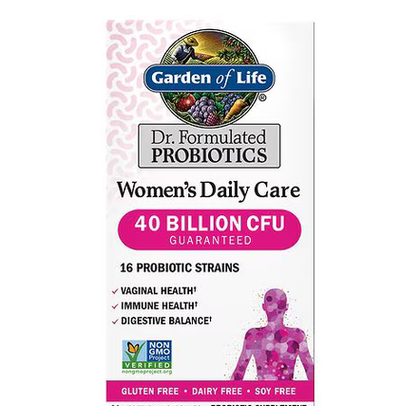 Garden of Life®
Dr. Formulated
PROBIOTICS
Women's Daily Care
40 BILLION CFU
GUARANTEED
16 PROBIOTIC STRAINS
✓ VAGINAL HEALTH†
✓ IMMUNE HEALTH†
✓ DIGESTIVE BALANCE†
NON
GMO
Project
VERIFIED
nongmoproject.org
GLUTEN FREE • DAIRY FREE • SOY FREE